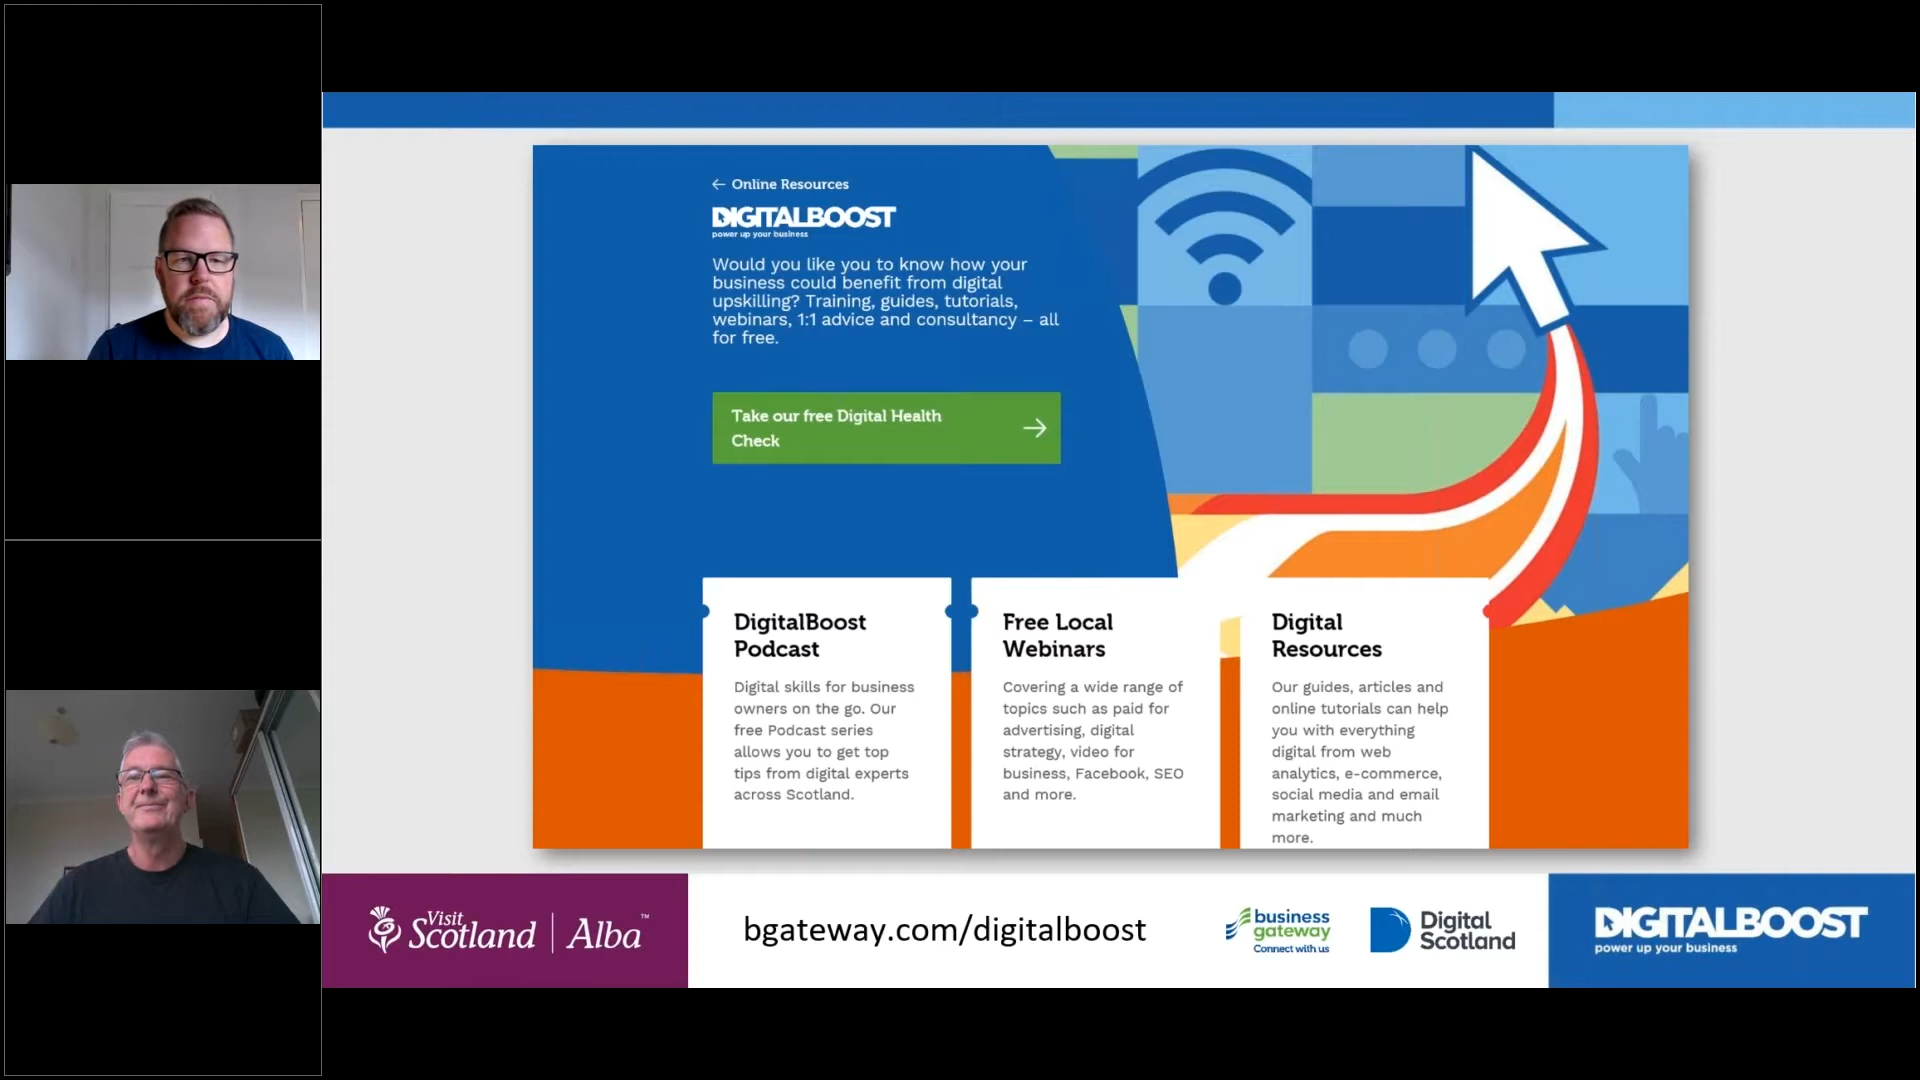 ← Online Resources
DIGITALBOOST
power up your business
Would you like you to know how your
business could benefit from digital
upskilling? Training, guides, tutorials,
webinars, 1:1 advice and consultancy – all
for free.
Take our free Digital Health
Check
DigitalBoost
Podcast
Digital skills for business
owners on the go. Our
free Podcast series
allows you to get top
tips from digital experts
across Scotland.
Free Local
Webinars
Covering a wide range of
topics such as paid for
advertising, digital
strategy, video for
business, Facebook, SEO
and more.
Digital
Resources
Our guides, articles and
online tutorials can help
you with everything
digital from web
analytics, e-commerce,
social media and email
marketing and much
more.
Visit
Scotland | Alba™
bgateway.com/digitalboost
business
gateway
Connect with us
Digital
Scotland
DIGITALBOOST
power up your business